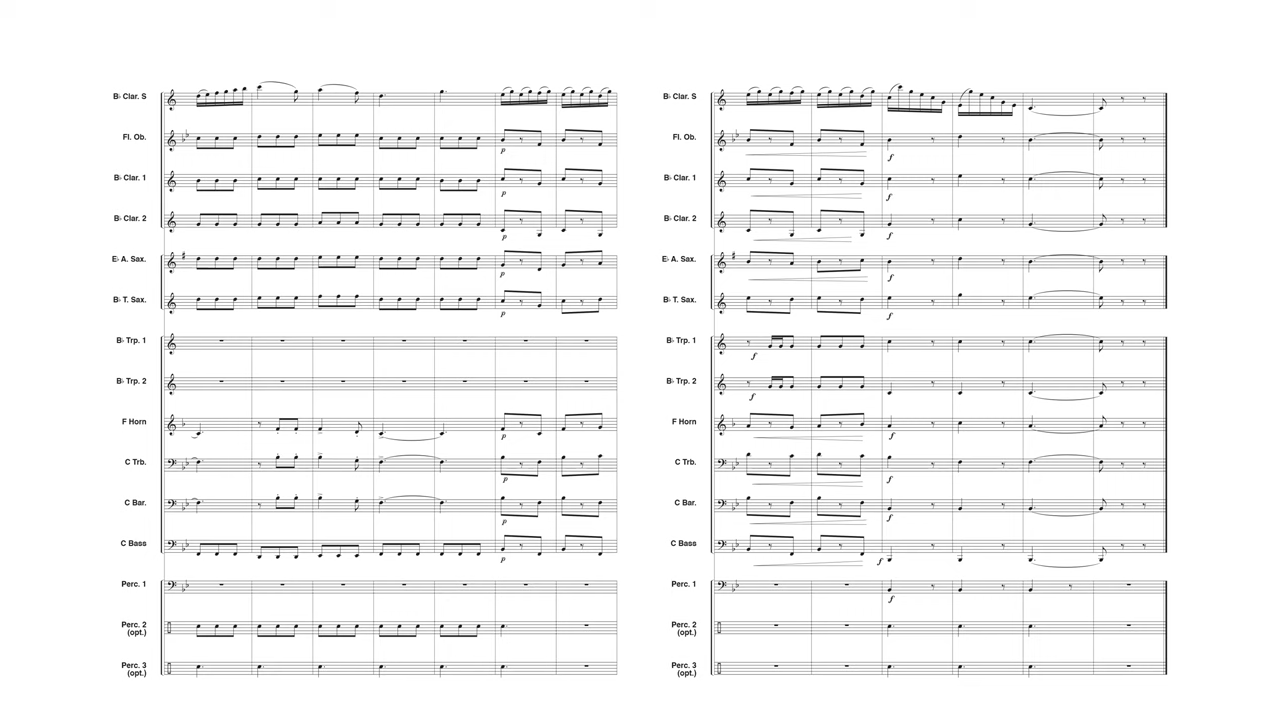 B♭ Clar. S
Fl. Ob.
B♭ Clar. 1
B♭ Clar. 2
E♭ A. Sax.
B♭ T. Sax.
B♭ Trp. 1
B♭ Trp. 2
F Horn
C Trb.
C Bar.
C Bass
Perc. 1
Perc. 2
(opt.)
Perc. 3
(opt.)
p
p
p
p
p
p
p
p
p
B♭ Clar. S
Fl. Ob.
B♭ Clar. 1
B♭ Clar. 2
E♭ A. Sax.
B♭ T. Sax.
B♭ Trp. 1
B♭ Trp. 2
F Horn
C Trb.
C Bar.
C Bass
Perc. 1
Perc. 2
(opt.)
Perc. 3
(opt.)
f
f
f
f
f
f
f
f
f
f
f
f